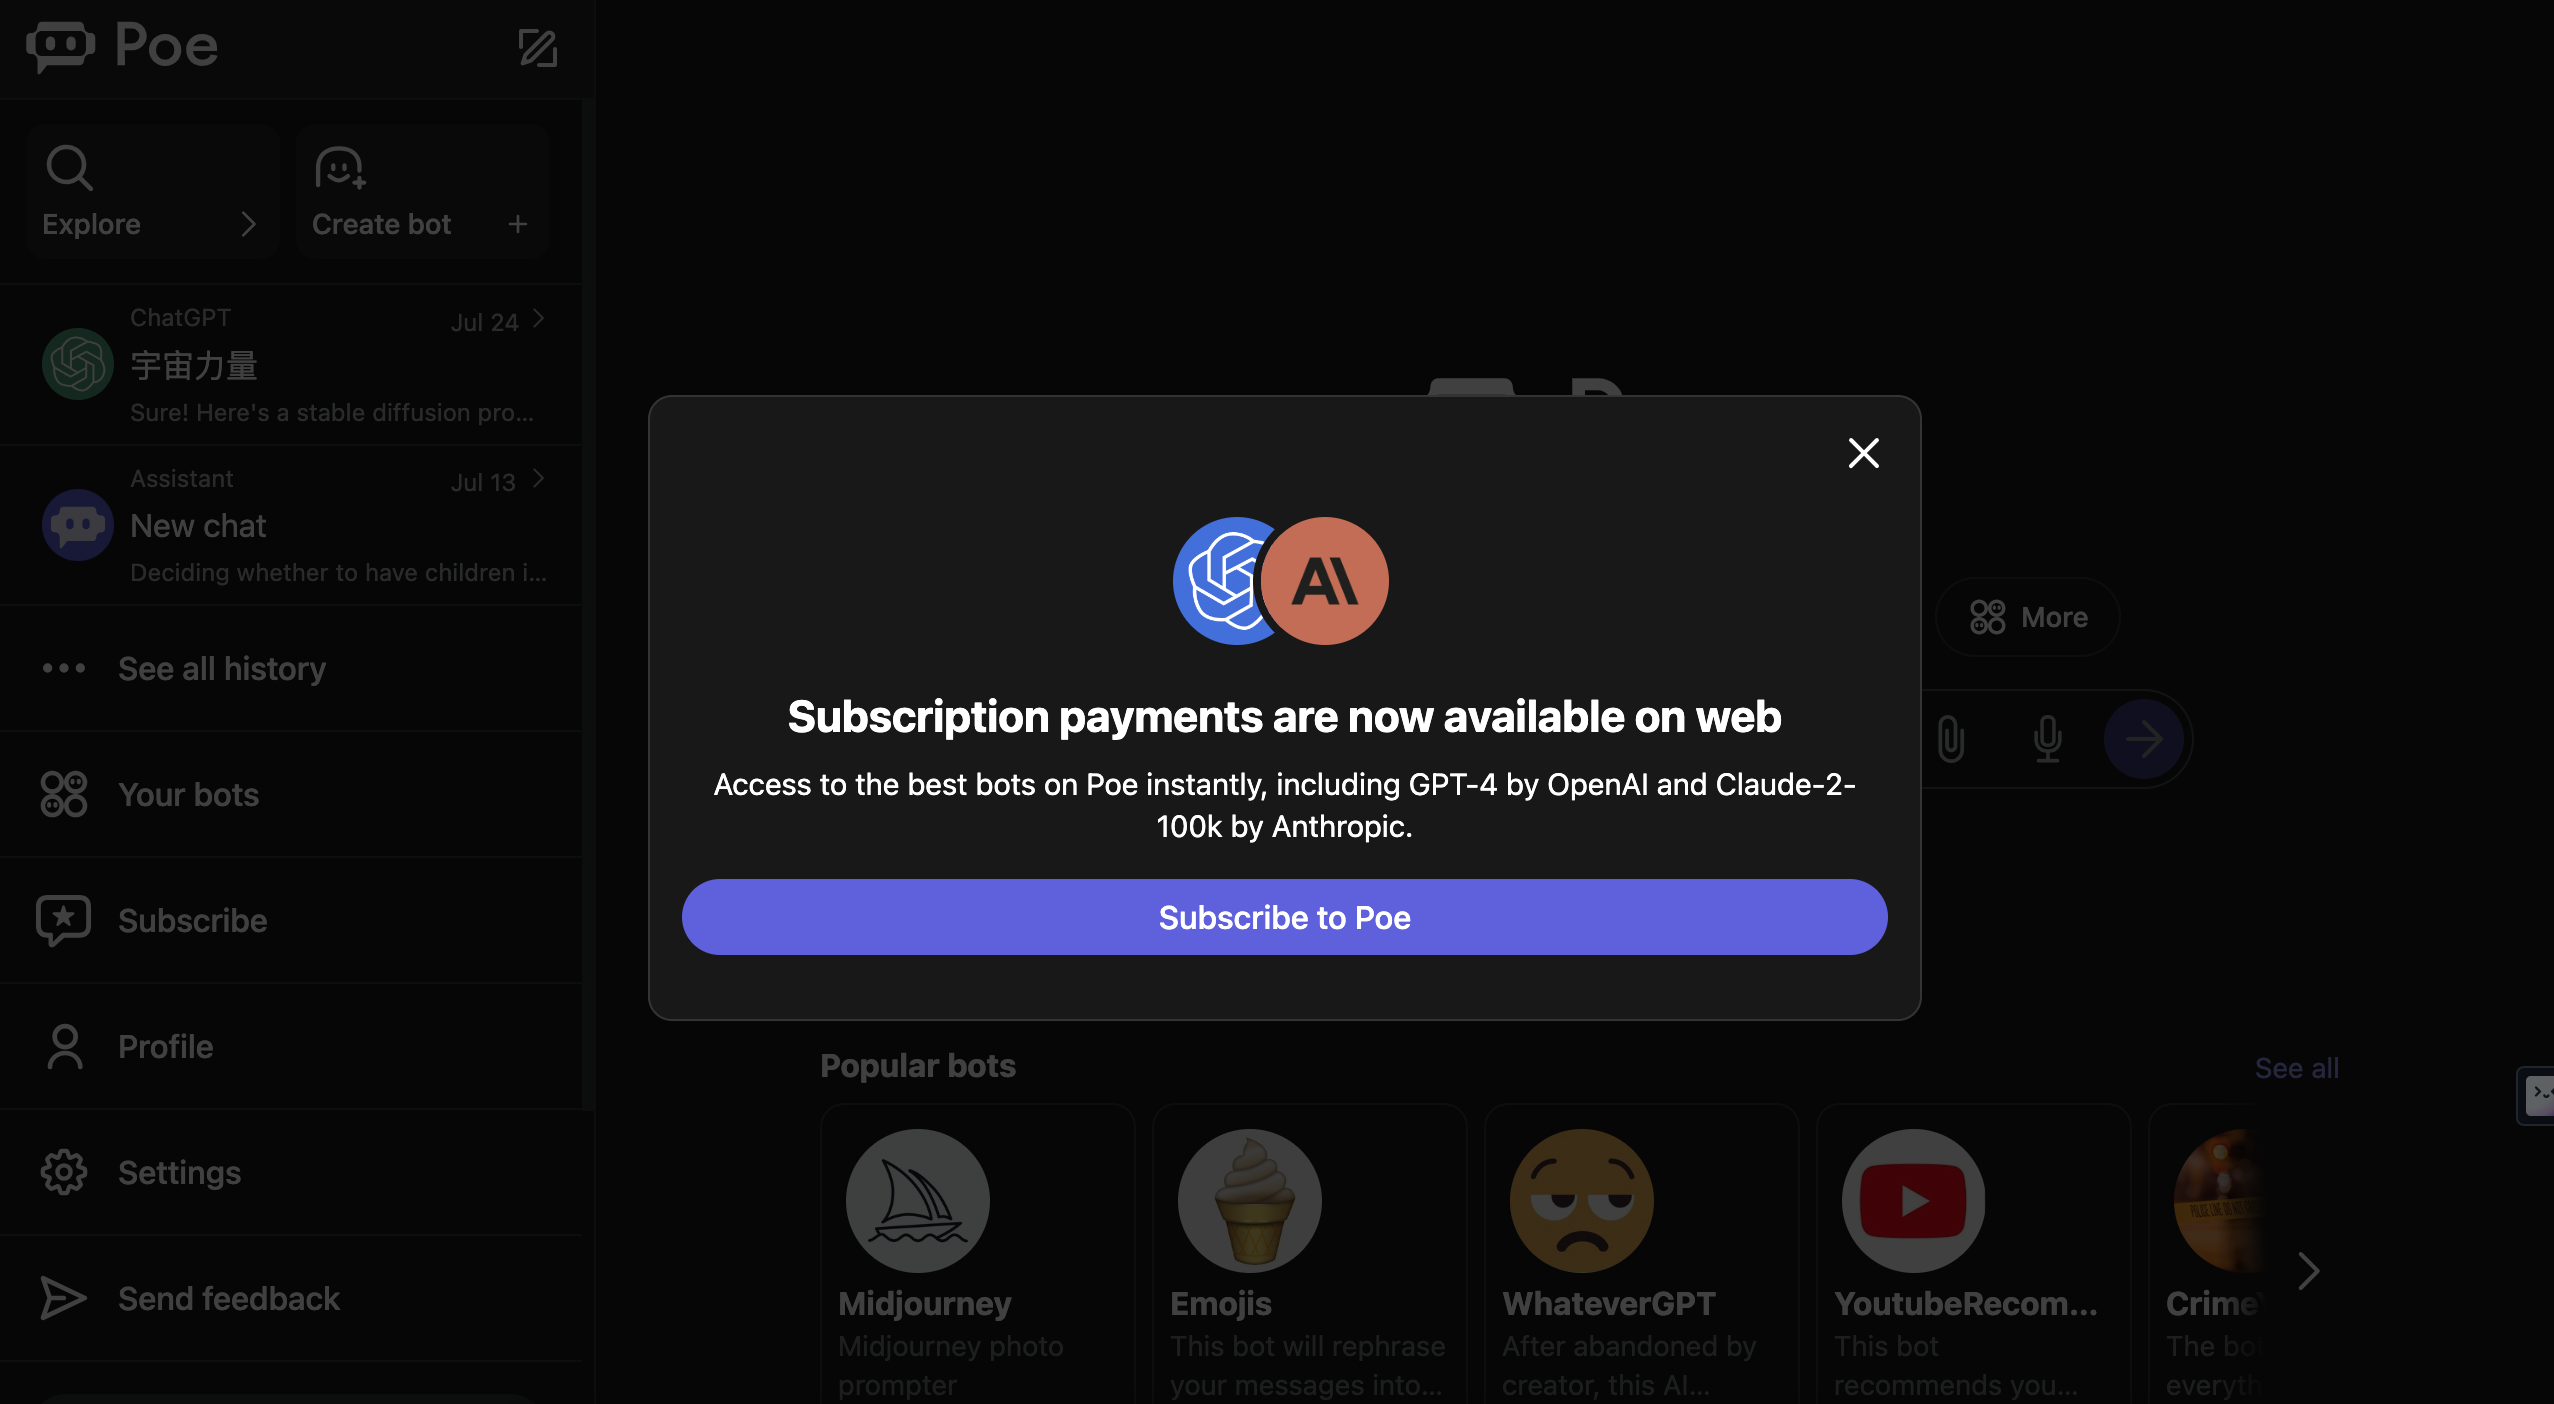 Poe
Explore
Create bot
ChatGPT
Jul 24
宇宙力量
Sure! Here's a stable diffusion pro...
Assistant
Jul 13
New chat
Deciding whether to have children i...
See all history
Your bots
Subscribe
Profile
Settings
Send feedback
Subscription payments are now available on web
Access to the best bots on Poe instantly, including GPT-4 by OpenAI and Claude-2-
100k by Anthropic.
Subscribe to Poe
More
Popular bots
See all
Midjourney
Midjourney photo
prompter
Emojis
This bot will rephrase
your messages into...
WhateverGPT
After abandoned by
creator, this AI...
YoutubeRecom...
This bot
recommends you...
Crime
The